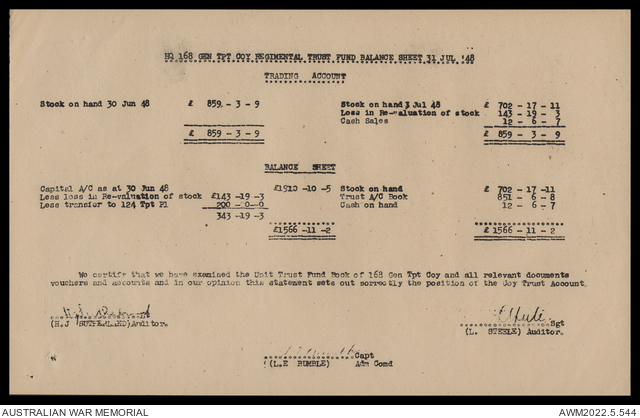 HQ 168 GEN TPT COY REGIMENTAL TRUST FUND BALANCE SHEET 31 JUL '48
TRADING ACCOUNT
Stock on hand 30 Jun 48 £ 859 - 3 - 9 Stock on hand Jul 48 £ 702 - 17 - 11
Loss in Re-valuation of stock 143 - 19 - 3
Cash Sales 12 - 6 - 7
£ 859 - 3 - 9 £ 859 - 3 - 9
BALANCE SHEET
Capital A/C as at 30 Jun 48 £1910 -10 -5 Stock on hand £ 702 -17 -11
Less loss in Re-valuation of stock £143 -19 -3 Trust A/C Book 851 - 6 - 8
Less transfer to 124 Tpt Pl 200 -0 -0 Cash on hand 12 - 6 - 7
343 -19 -3
£1566 -11 -2 £ 1566 - 11 - 2
We certify that we have examined the Unit Trust Fund Book of 168 Gen Tpt Coy and all relevant documents
vouchers and accounts and in our opinion this statement sets out sorrectly the position of the Coy Trust Account.
(H.J SUTHERLAND) Auditor.
Sgt
(L. STEELE) Auditor.
Capt
(L.E RUMBLE) Adm Comd
AUSTRALIAN WAR MEMORIAL AWM2022.5.544